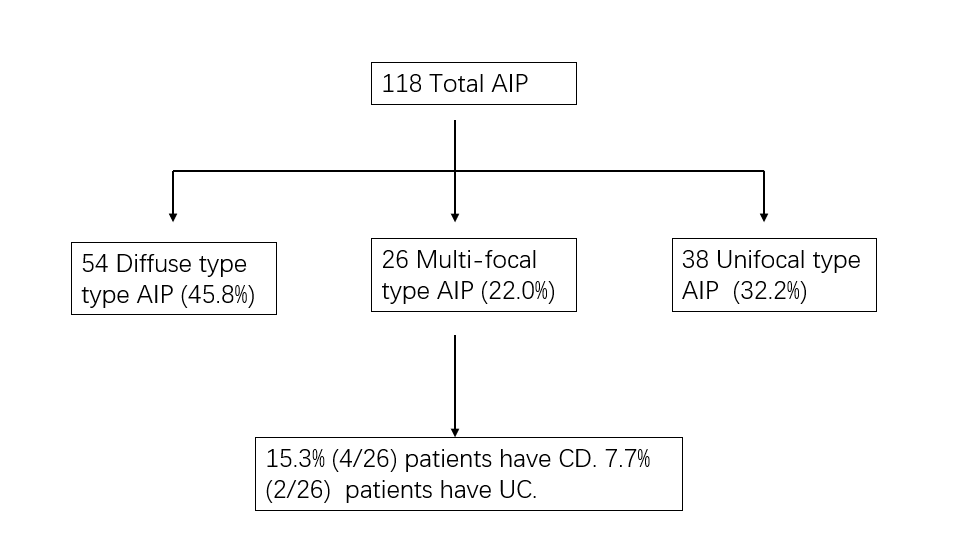 118 Total AIP
54 Diffuse type
type AIP (45.8%)
26 Multi-focal
type AIP (22.0%)
38 Unifocal type
AIP  (32.2%)
15.3% (4/26) patients have CD. 7.7%
(2/26)  patients have UC.